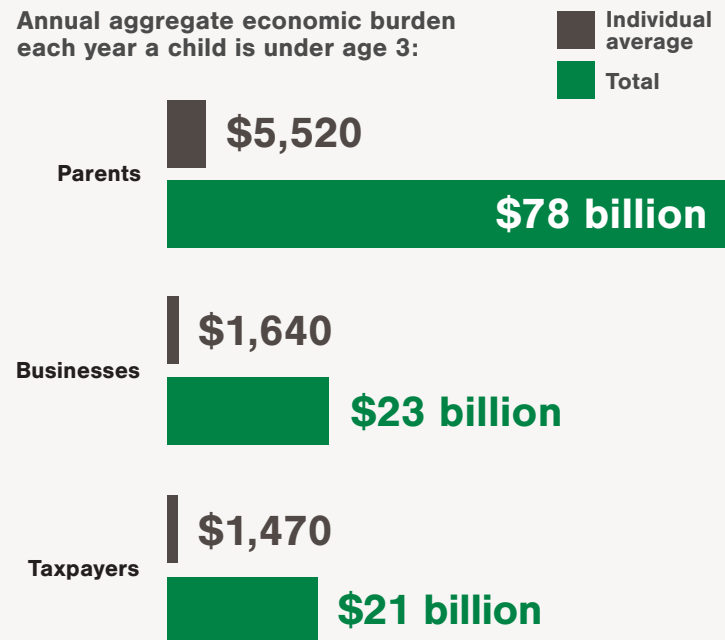 Annual aggregate economic burden
each year a child is under age 3:
Individual
average
Total
Parents
$5,520
$78 billion
Businesses
$1,640
$23 billion
Taxpayers
$1,470
$21 billion